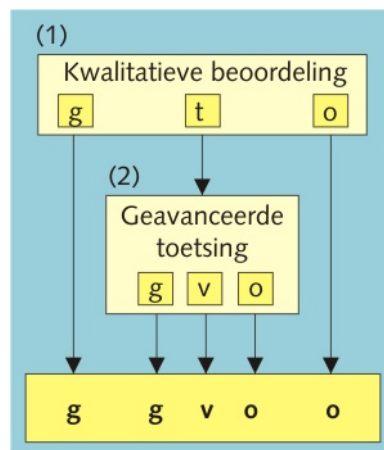 (1)
Kwalitatieve beoordeling
g t o
(2)
Geavanceerde
toetsing
g v o
g g v o o